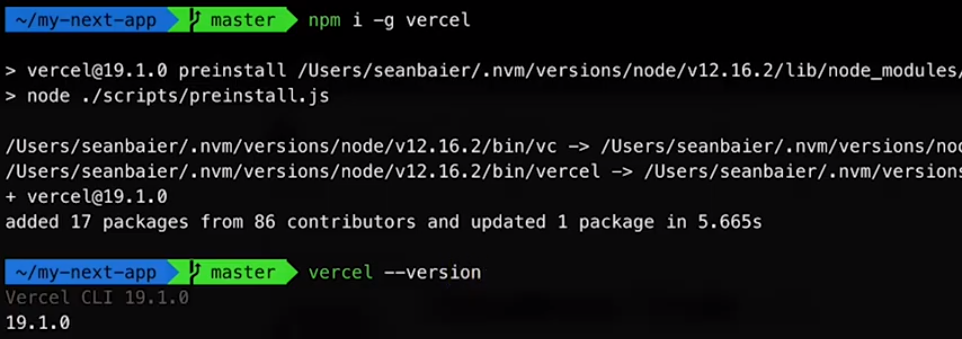 ~/my-next-app master npm i -g vercel
> vercel@19.1.0 preinstall /Users/seanbaier/.nvm/versions/node/v12.16.2/lib/node_modules/
> node ./scripts/preinstall.js
/Users/seanbaier/.nvm/versions/node/v12.16.2/bin/vc -> /Users/seanbaier/.nvm/versions/nod
/Users/seanbaier/.nvm/versions/node/v12.16.2/bin/vercel -> /Users/seanbaier/.nvm/versions
+ vercel@19.1.0
added 17 packages from 86 contributors and updated 1 package in 5.665s
~/my-next-app master vercel --version
Vercel CLI 19.1.0
19.1.0